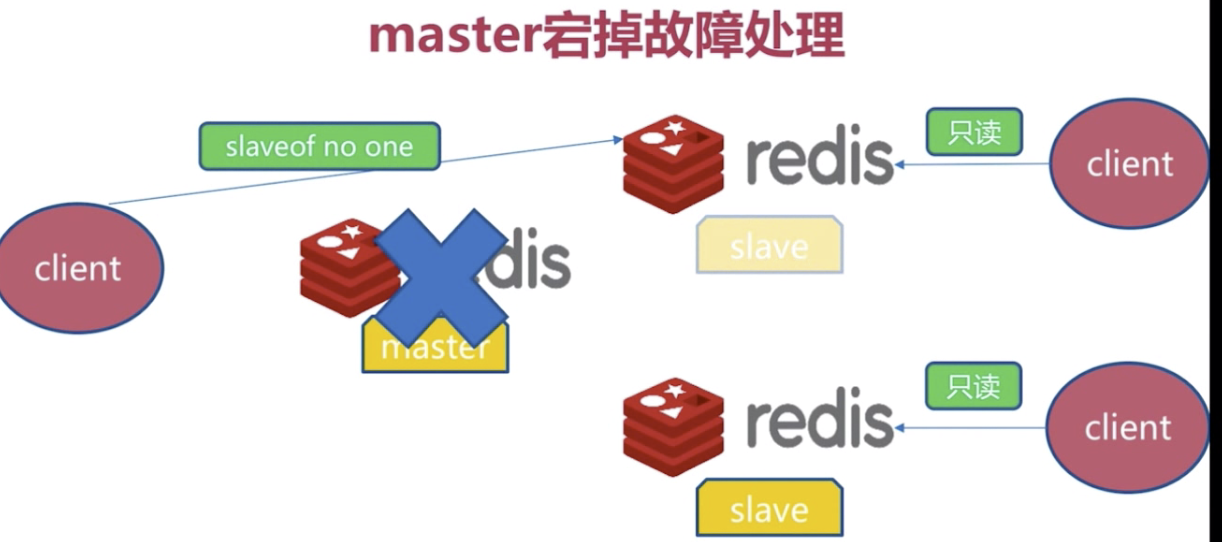 master宕掉故障处理
slaveof no one
redis
只读
client
slave
client
dis
master
redis
只读
client
slave